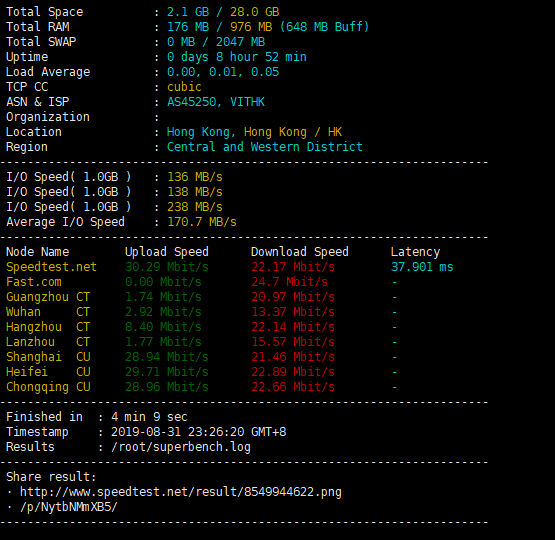 Total Space : 2.1 GB / 28.0 GB
Total RAM : 176 MB / 976 MB (648 MB Buff)
Total SWAP : 0 MB / 2047 MB
Uptime : 0 days 8 hour 52 min
Load Average : 0.00, 0.01, 0.05
TCP CC : cubic
ASN & ISP : AS45250, VITHK
Organization :
Location : Hong Kong, Hong Kong / HK
Region : Central and Western District
----------------------------------------------------------------------
I/O Speed( 1.0GB ) : 136 MB/s
I/O Speed( 1.0GB ) : 138 MB/s
I/O Speed( 1.0GB ) : 238 MB/s
Average I/O Speed : 170.7 MB/s
----------------------------------------------------------------------
Node Name Upload Speed Download Speed Latency
Speedtest.net 30.29 Mbit/s 22.17 Mbit/s 37.901 ms
Fast.com 0.00 Mbit/s 24.7 Mbit/s -
Guangzhou CT 1.74 Mbit/s 20.97 Mbit/s -
Wuhan CT 2.92 Mbit/s 13.37 Mbit/s -
Hangzhou CT 8.40 Mbit/s 22.14 Mbit/s -
Lanzhou CT 1.77 Mbit/s 15.57 Mbit/s -
Shanghai CU 28.94 Mbit/s 21.46 Mbit/s -
Heifei CU 29.71 Mbit/s 22.89 Mbit/s -
Chongqing CU 28.96 Mbit/s 22.66 Mbit/s -
----------------------------------------------------------------------
Finished in : 4 min 9 sec
Timestamp : 2019-08-31 23:26:20 GMT+8
Results : /root/superbench.log
----------------------------------------------------------------------
Share result:
· http://www.speedtest.net/result/8549944622.png
· /p/NytbNMmXB5/
----------------------------------------------------------------------